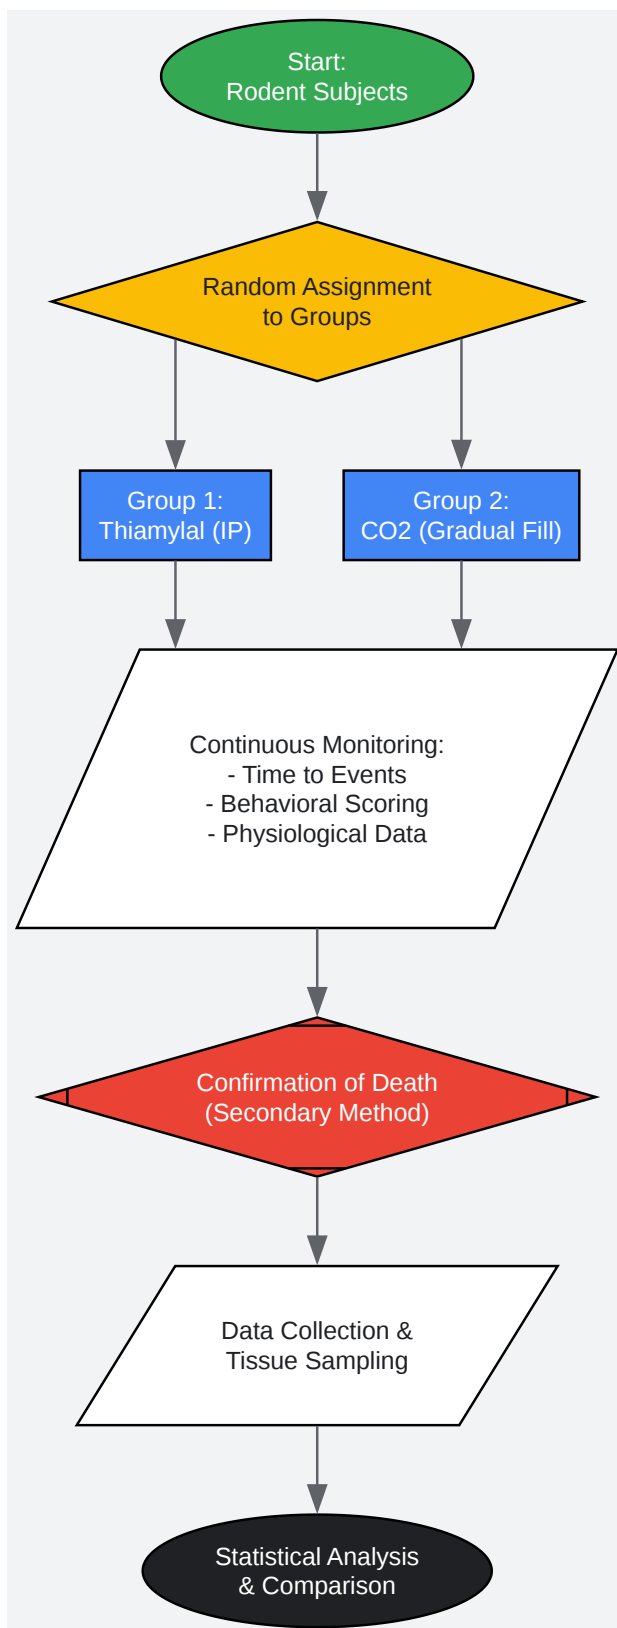 Start:
Rodent Subjects
Random Assignment
to Groups
Group 1:
Thiamylal (IP)
Group 2:
CO2 (Gradual Fill)
Continuous Monitoring:
- Time to Events
- Behavioral Scoring
- Physiological Data
Confirmation of Death
(Secondary Method)
Data Collection &
Tissue Sampling
Statistical Analysis
& Comparison